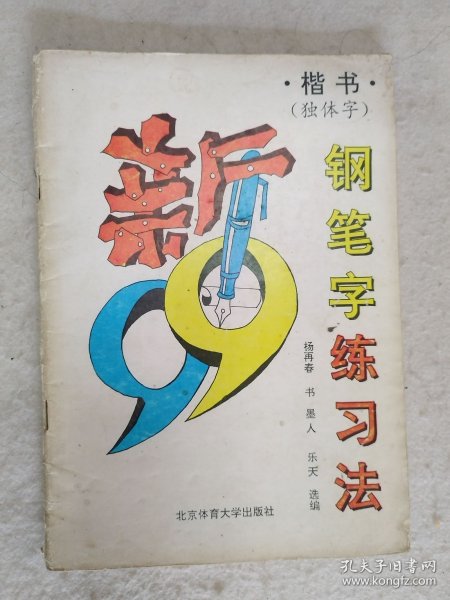 ·楷书·
（独体字）
新
99
钢笔字练习法
杨再春 书 墨人 乐天 选编
北京体育大学出版社
孔夫子旧书网
www.kongfz.com